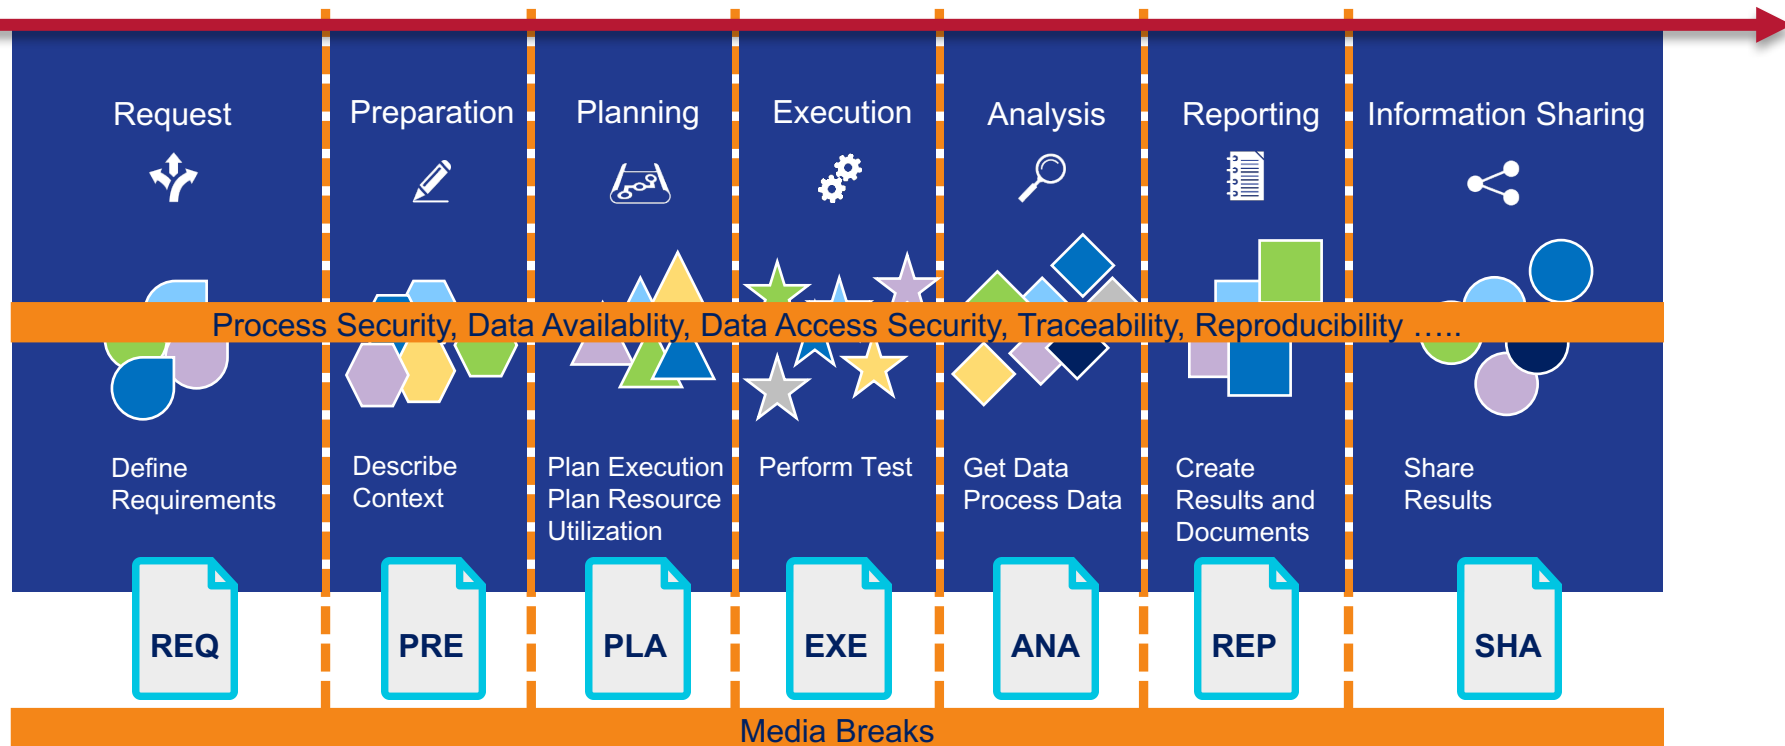 Request
Preparation
Planning
Execution
Analysis
Reporting
Information Sharing
Process Security, Data Availablity, Data Access Security, Traceability, Reproducibility …..
Define
Requirements
Describe
Context
Plan Execution
Plan Resource
Utilization
Perform Test
Get Data
Process Data
Create
Results and
Documents
Share
Results
REQ
PRE
PLA
EXE
ANA
REP
SHA
Media Breaks